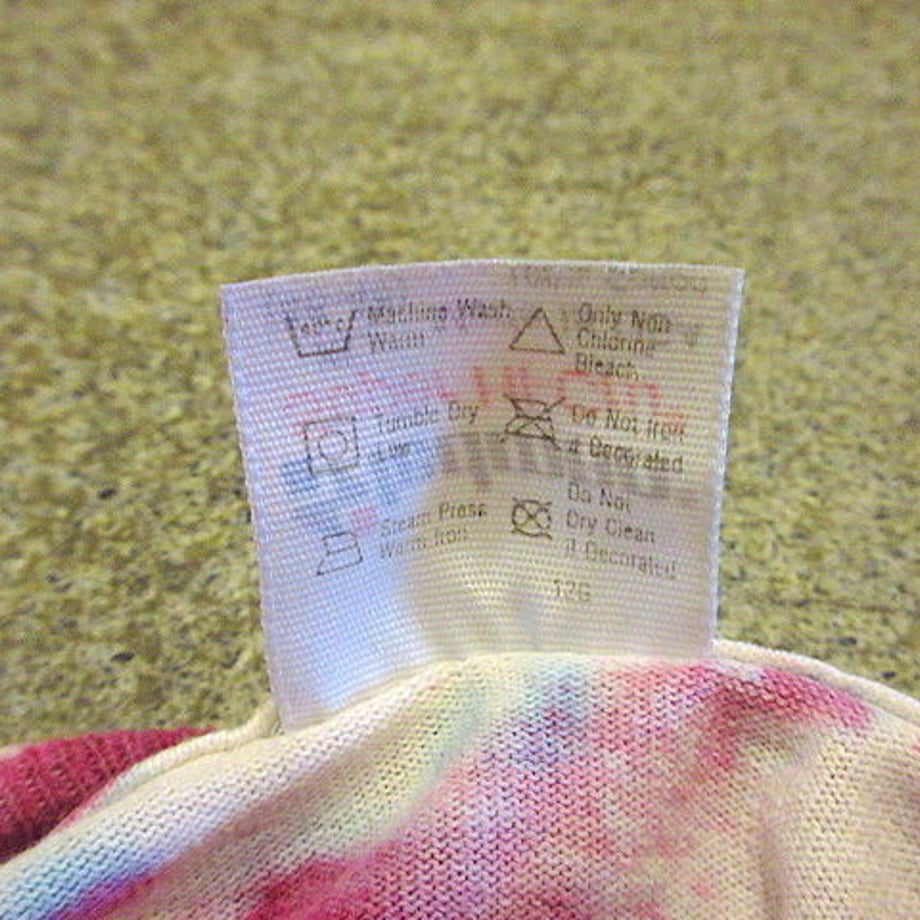 40°C
Machine Wash
Warm
Only Non
Chlorine
Bleach
Tumble Dry
Low
Do Not Iron
if Decorated
Steam Press
Warm Iron
Do Not
Dry Clean
if Decorated
12G